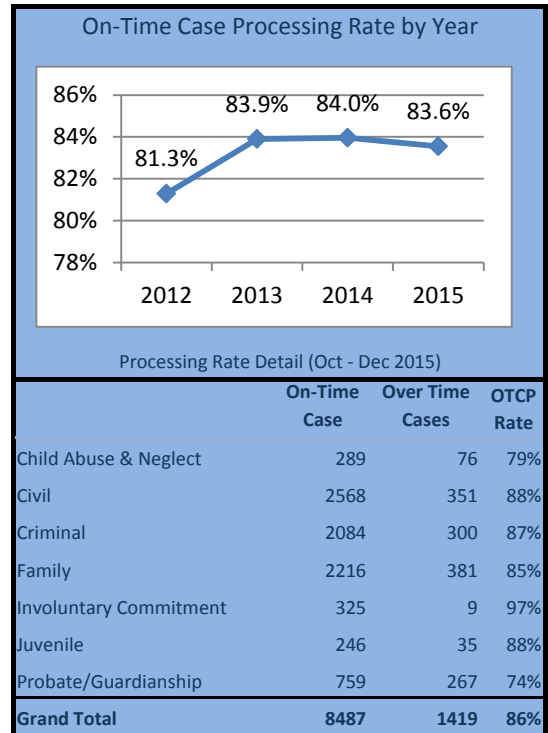 On-Time Case Processing Rate by Year
86%
84%
82%
80%
78%
81.3%
83.9%
84.0%
83.6%
2012 2013 2014 2015
Processing Rate Detail (Oct - Dec 2015)
On-Time Case Over Time Cases OTCP Rate
Child Abuse & Neglect 289 76 79%
Civil 2568 351 88%
Criminal 2084 300 87%
Family 2216 381 85%
Involuntary Commitment 325 9 97%
Juvenile 246 35 88%
Probate/Guardianship 759 267 74%
Grand Total 8487 1419 86%